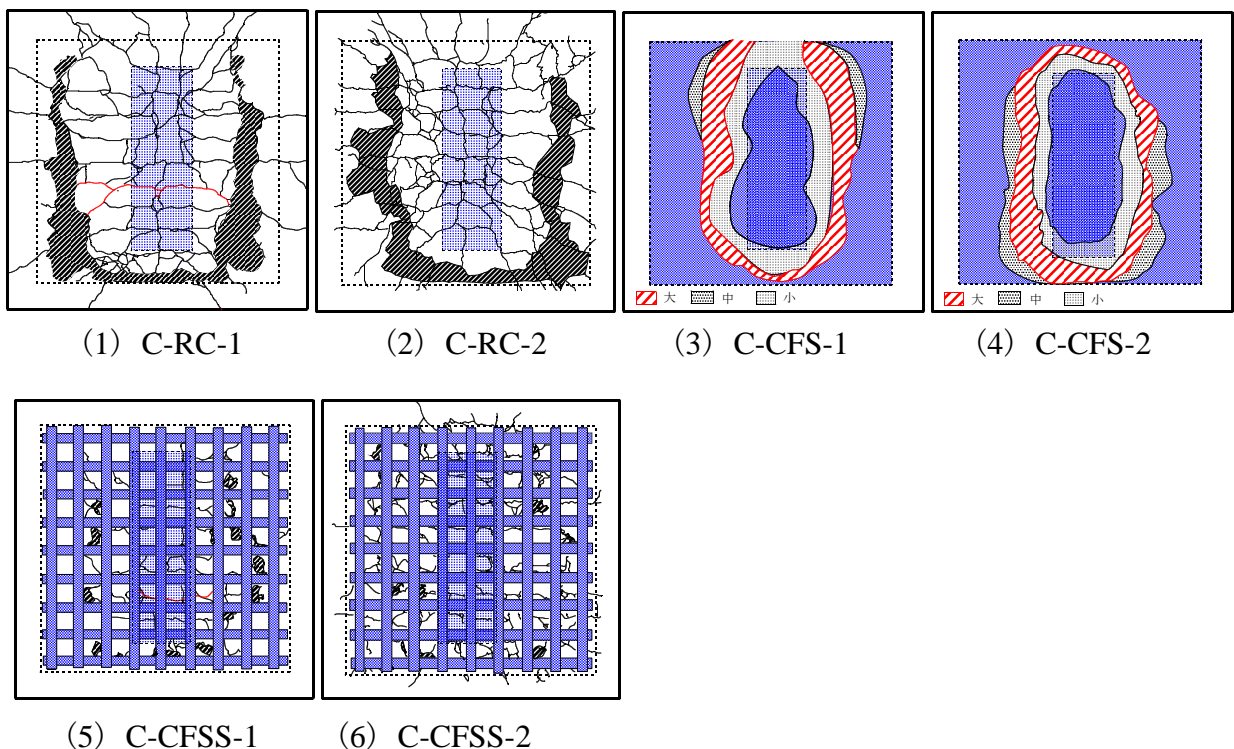 大 中 小
大 中 小
(1) C-RC-1
(2) C-RC-2
(3) C-CFS-1
(4) C-CFS-2
(5) C-CFSS-1
(6) C-CFSS-2